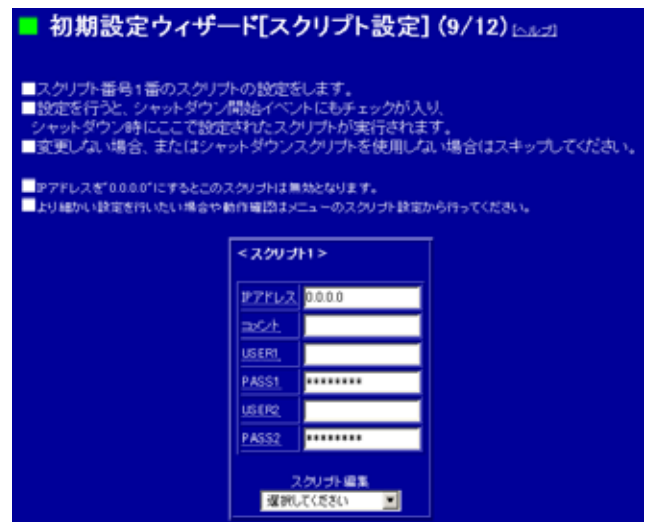 初期設定ウィザード[スクリプト設定] (9/12) [ヘルプ]
■スクリプト番号1番のスクリプトの設定をします。
■設定を行うと、シャットダウン開始イベントにもチェックが入り、
シャットダウン時にここで設定されたスクリプトが実行されます。
■変更しない場合、またはシャットダウンスクリプトを使用しない場合はスキップしてください。
■IPアドレスを"0.0.0.0"にするとこのスクリプトは無効となります。
■より細かい設定を行いたい場合や動作確認はメニューのスクリプト設定から行ってください。
<スクリプト1>
IPアドレス 0.0.0.0
コメント
USER1
PASS1 ********
USER2
PASS2 ********
スクリプト編集
選択してください